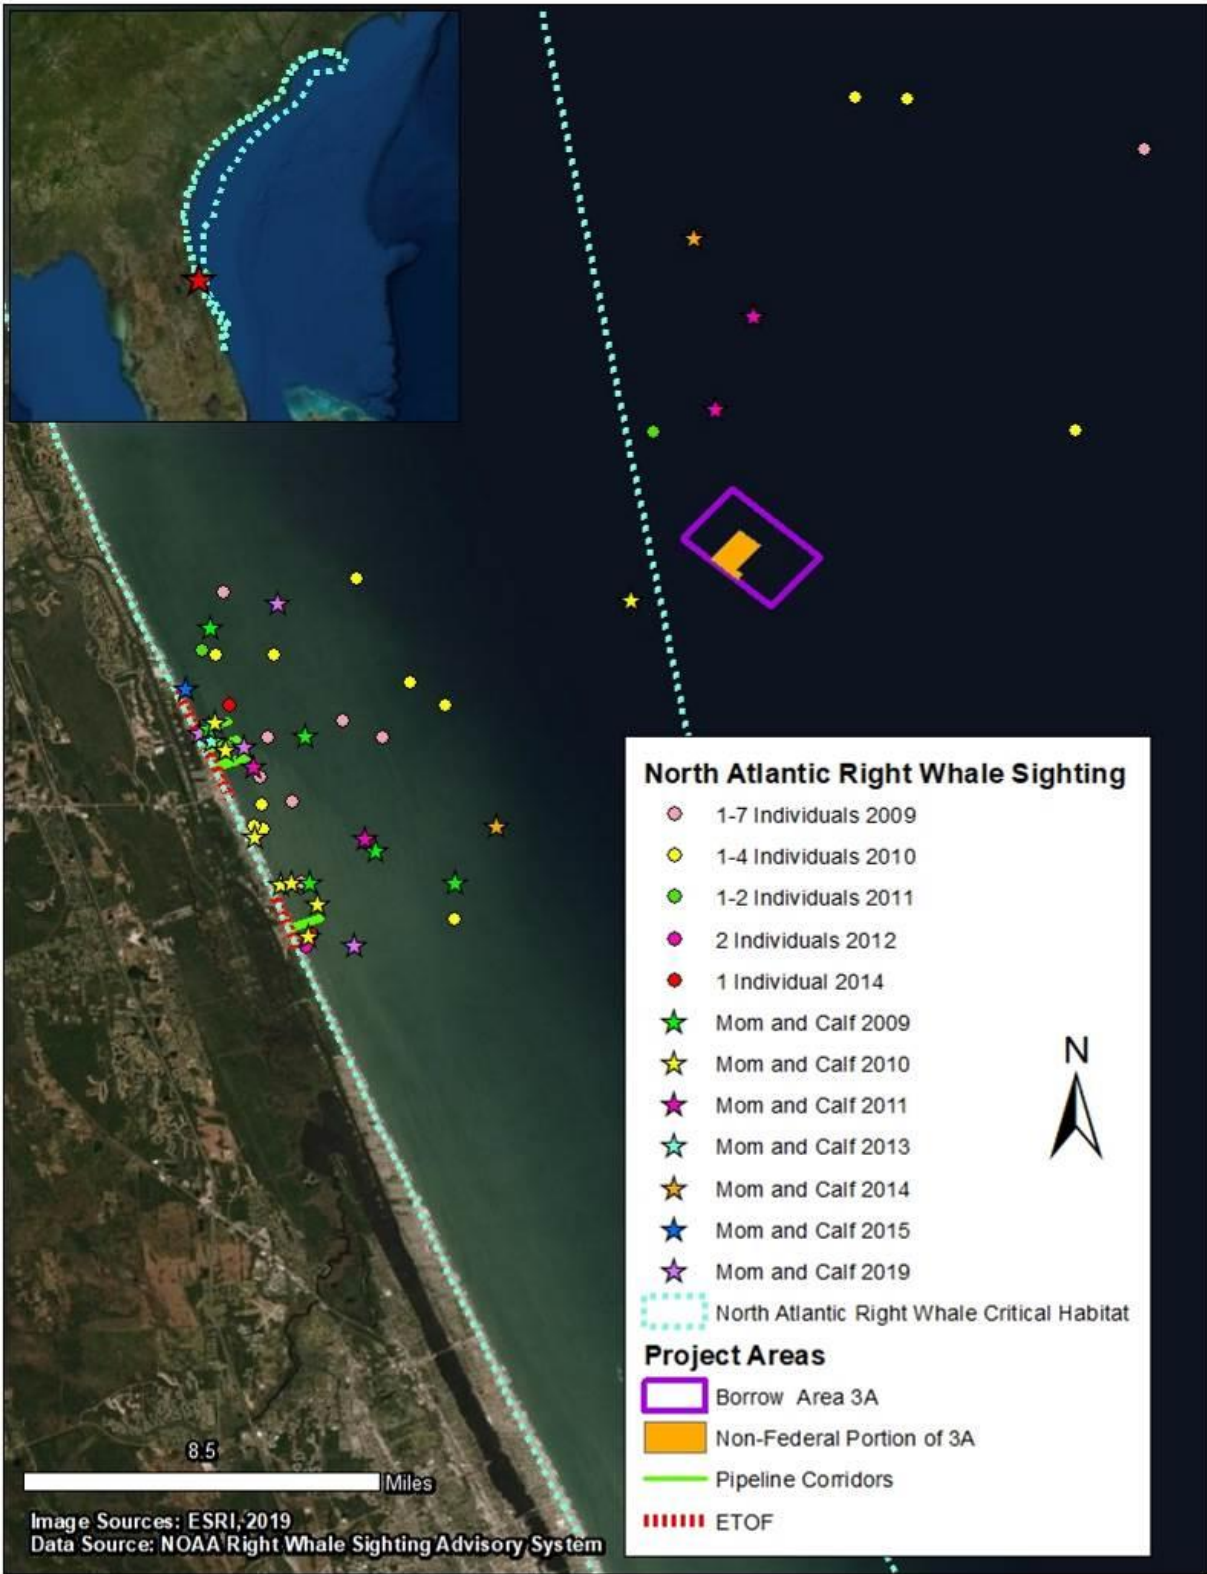 North Atlantic Right Whale Sighting
1-7 Individuals 2009
1-4 Individuals 2010
1-2 Individuals 2011
2 Individuals 2012
1 Individual 2014
Mom and Calf 2009
Mom and Calf 2010
Mom and Calf 2011
Mom and Calf 2013
Mom and Calf 2014
Mom and Calf 2015
Mom and Calf 2019
North Atlantic Right Whale Critical Habitat
Project Areas
Borrow Area 3A
Non-Federal Portion of 3A
Pipeline Corridors
ETOF
N
8.5
Miles
Image Sources: ESRI, 2019
Data Source: NOAA Right Whale Sighting Advisory System